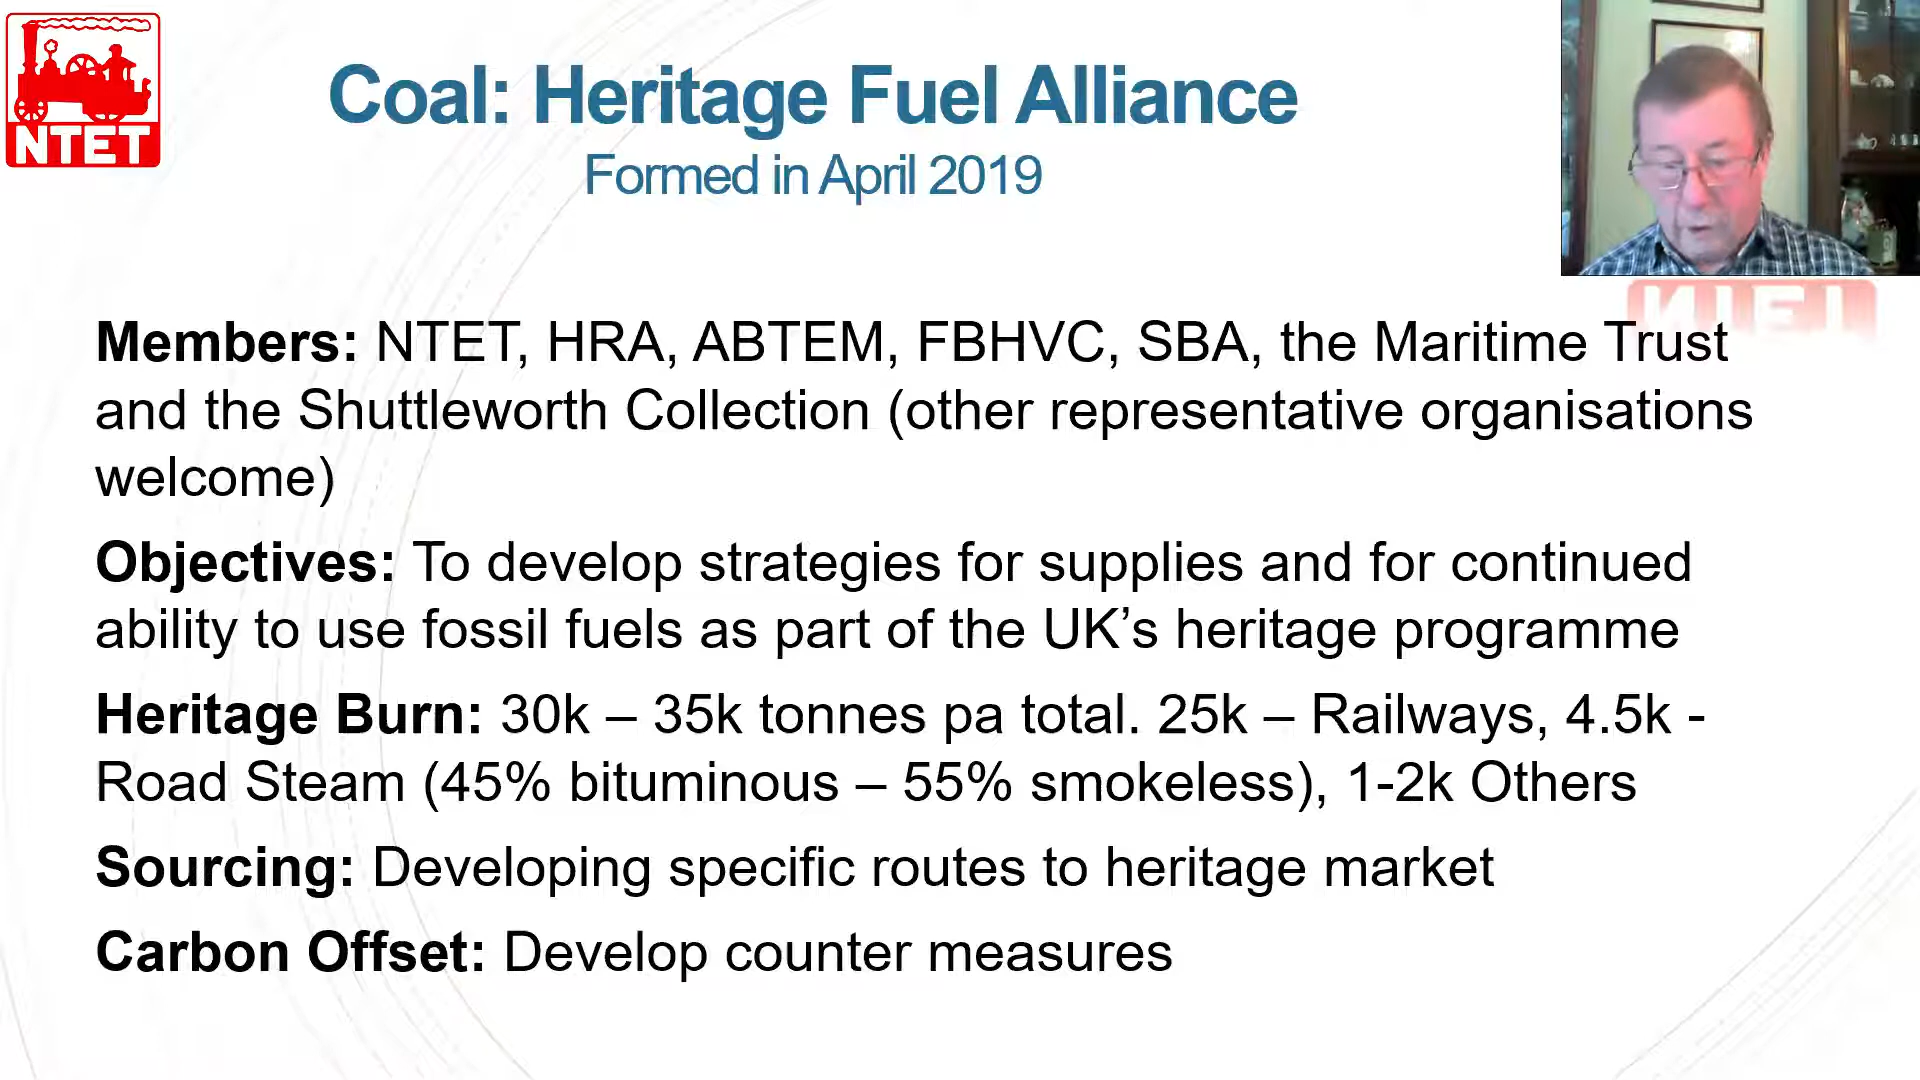 NTET
Coal: Heritage Fuel Alliance
Formed in April 2019
Members: NTET, HRA, ABTEM, FBHVC, SBA, the Maritime Trust
and the Shuttleworth Collection (other representative organisations
welcome)
Objectives: To develop strategies for supplies and for continued
ability to use fossil fuels as part of the UK’s heritage programme
Heritage Burn: 30k – 35k tonnes pa total. 25k – Railways, 4.5k -
Road Steam (45% bituminous – 55% smokeless), 1-2k Others
Sourcing: Developing specific routes to heritage market
Carbon Offset: Develop counter measures